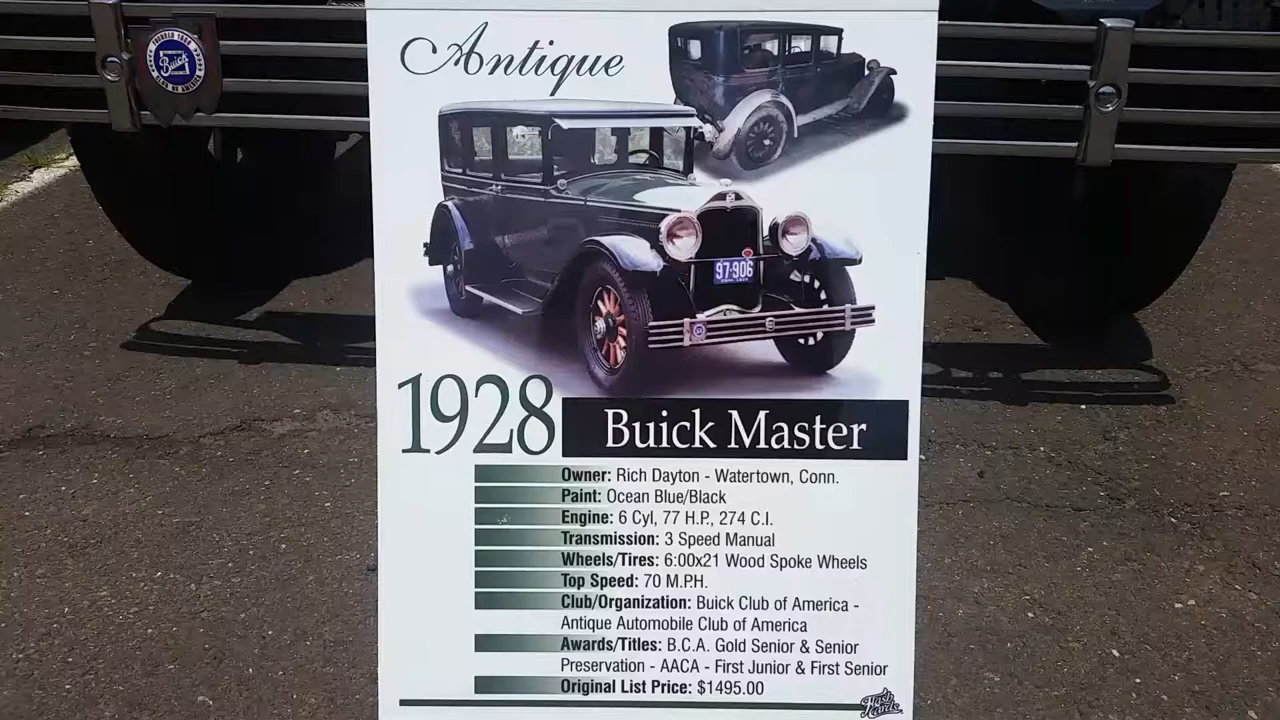 Buick
Antique
97-906
1928
Buick Master
Owner: Rich Dayton - Watertown, Conn.
Paint: Ocean Blue/Black
Engine: 6 Cyl, 77 H.P., 274 C.I.
Transmission: 3 Speed Manual
Wheels/Tires: 6:00x21 Wood Spoke Wheels
Top Speed: 70 M.P.H.
Club/Organization: Buick Club of America -
Antique Automobile Club of America
Awards/Titles: B.C.A. Gold Senior & Senior
Preservation - AACA - First Junior & First Senior
Original List Price: $1495.00